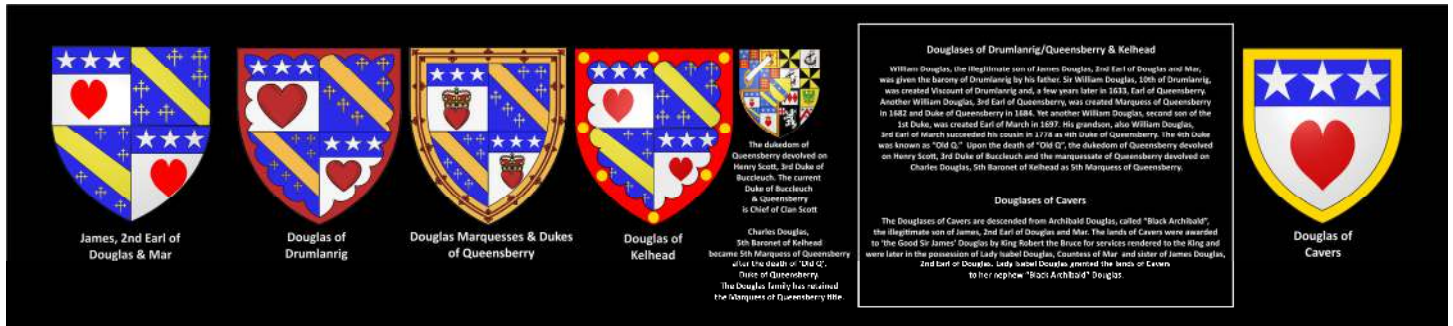 James, 2nd Earl of
Douglas & Mar
Douglas of
Drumlanrig
Douglas Marquesses & Dukes
of Queensberry
Douglas of
Kelhead
The dukedom of
Queensberry devolved on
Henry Scott, 3rd Duke of
Buccleuch. The current
Duke of Buccleuch
& Queensberry
is Chief of Clan Scott
Charles Douglas,
5th Baronet of Kelhead
became 5th Marquess of Queensberry
after the death of 'Old Q',
Duke of Queensberry.
The Douglas family has retained
the Marquess of Queensberry title.
Douglases of Drumlanrig/Queensberry & Kelhead
William Douglas, the illegitimate son of James Douglas, 2nd Earl of Douglas and Mar,
was given the barony of Drumlanrig by his father. Sir William Douglas, 10th of Drumlanrig,
was created Viscount of Drumlanrig and, a few years later in 1633, Earl of Queensberry.
Another William Douglas, 3rd Earl of Queensberry, was created Marquess of Queensberry
in 1682 and Duke of Queensberry in 1684. Yet another William Douglas, second son of the
1st Duke, was created Earl of March in 1697. His grandson, also William Douglas,
3rd Earl of March succeeded his cousin in 1778 as 4th Duke of Queensberry. The 4th Duke
was known as "Old Q." Upon the death of "Old Q", the dukedom of Queensberry devolved
on Henry Scott, 3rd Duke of Buccleuch and the marquessate of Queensberry devolved on
Charles Douglas, 5th Baronet of Kelhead as 5th Marquess of Queensberry.
Douglases of Cavers
The Douglases of Cavers are descended from Archibald Douglas, called "Black Archibald",
the illegitimate son of James, 2nd Earl of Douglas and Mar. The lands of Cavers were awarded
to 'the Good Sir James' Douglas by King Robert the Bruce for services rendered to the King and
were later in the possession of Lady Isabel Douglas, Countess of Mar and sister of James Douglas,
2nd Earl of Douglas. Lady Isabel Douglas granted the lands of Cavers
to her nephew "Black Archibald" Douglas.
Douglas of
Cavers